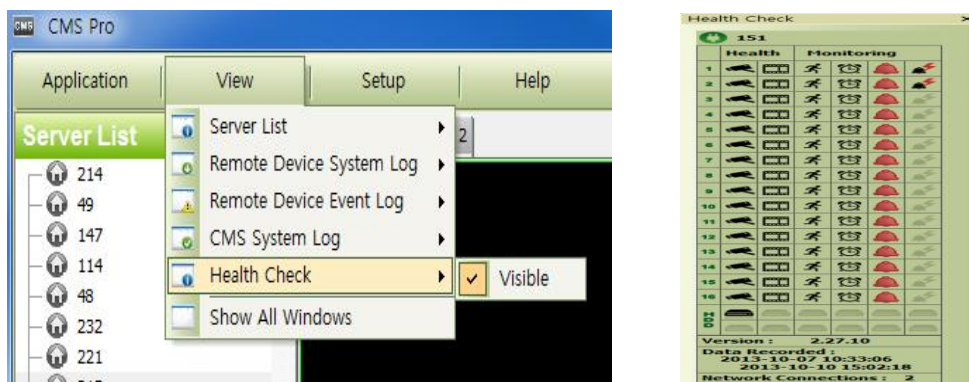 CMS CMS Pro
Application View Setup Help
Server List
214
49
147
114
48
232
221
Server List
Remote Device System Log
Remote Device Event Log
CMS System Log
Health Check
Show All Windows
Visible
2
Health Check
151
Health Monitoring
1
2
3
4
5
6
7
8
9
10
11
12
13
14
15
16
HDD
Version : 2.27.10
Data Recorded :
2013-10-07 10:33:06
2013-10-10 15:02:18
Network Connections : 2